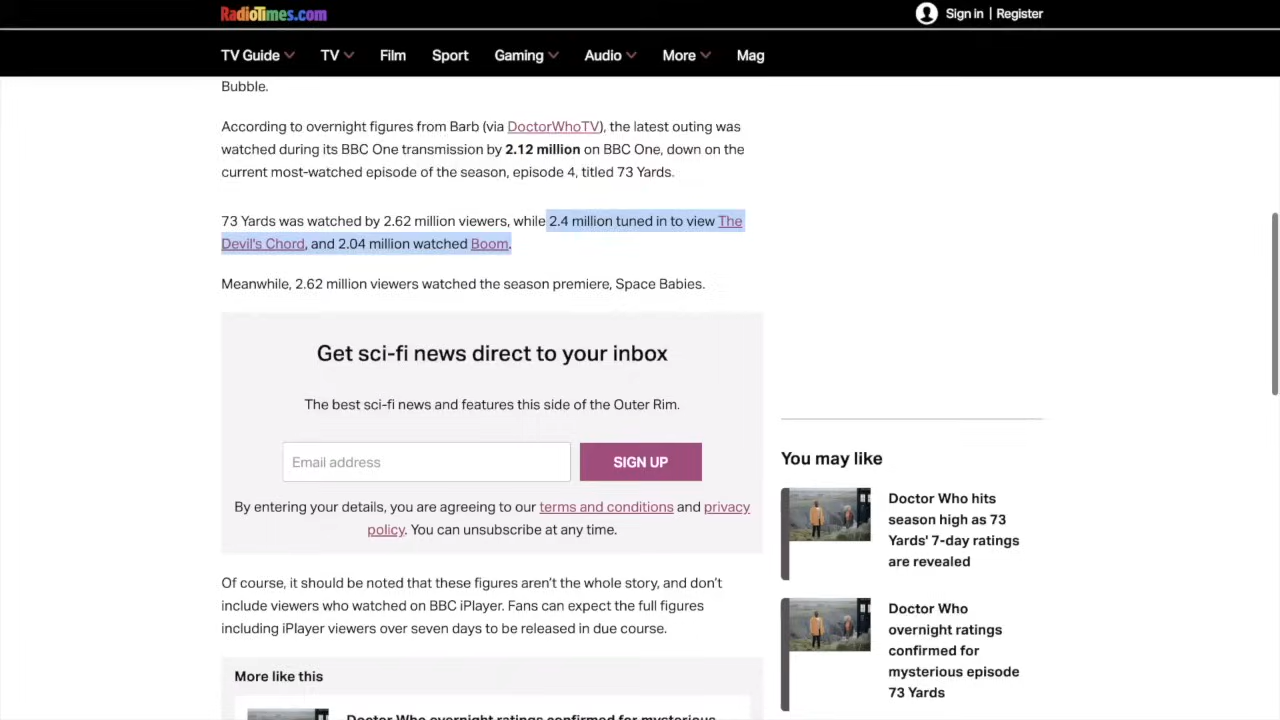 RadioTimes.com
Sign in | Register
TV Guide TV Film Sport Gaming Audio More Mag
Bubble.
According to overnight figures from Barb (via DoctorWhoTV), the latest outing was
watched during its BBC One transmission by 2.12 million on BBC One, down on the
current most-watched episode of the season, episode 4, titled 73 Yards.
73 Yards was watched by 2.62 million viewers, while 2.4 million tuned in to view The
Devil's Chord, and 2.04 million watched Boom.
Meanwhile, 2.62 million viewers watched the season premiere, Space Babies.
Get sci-fi news direct to your inbox
The best sci-fi news and features this side of the Outer Rim.
Email address
SIGN UP
By entering your details, you are agreeing to our terms and conditions and privacy
policy. You can unsubscribe at any time.
Of course, it should be noted that these figures aren't the whole story, and don't
include viewers who watched on BBC iPlayer. Fans can expect the full figures
including iPlayer viewers over seven days to be released in due course.
More like this
Doctor Who overnight ratings confirmed for mysterious
You may like
Doctor Who hits
season high as 73
Yards' 7-day ratings
are revealed
Doctor Who
overnight ratings
confirmed for
mysterious episode
73 Yards